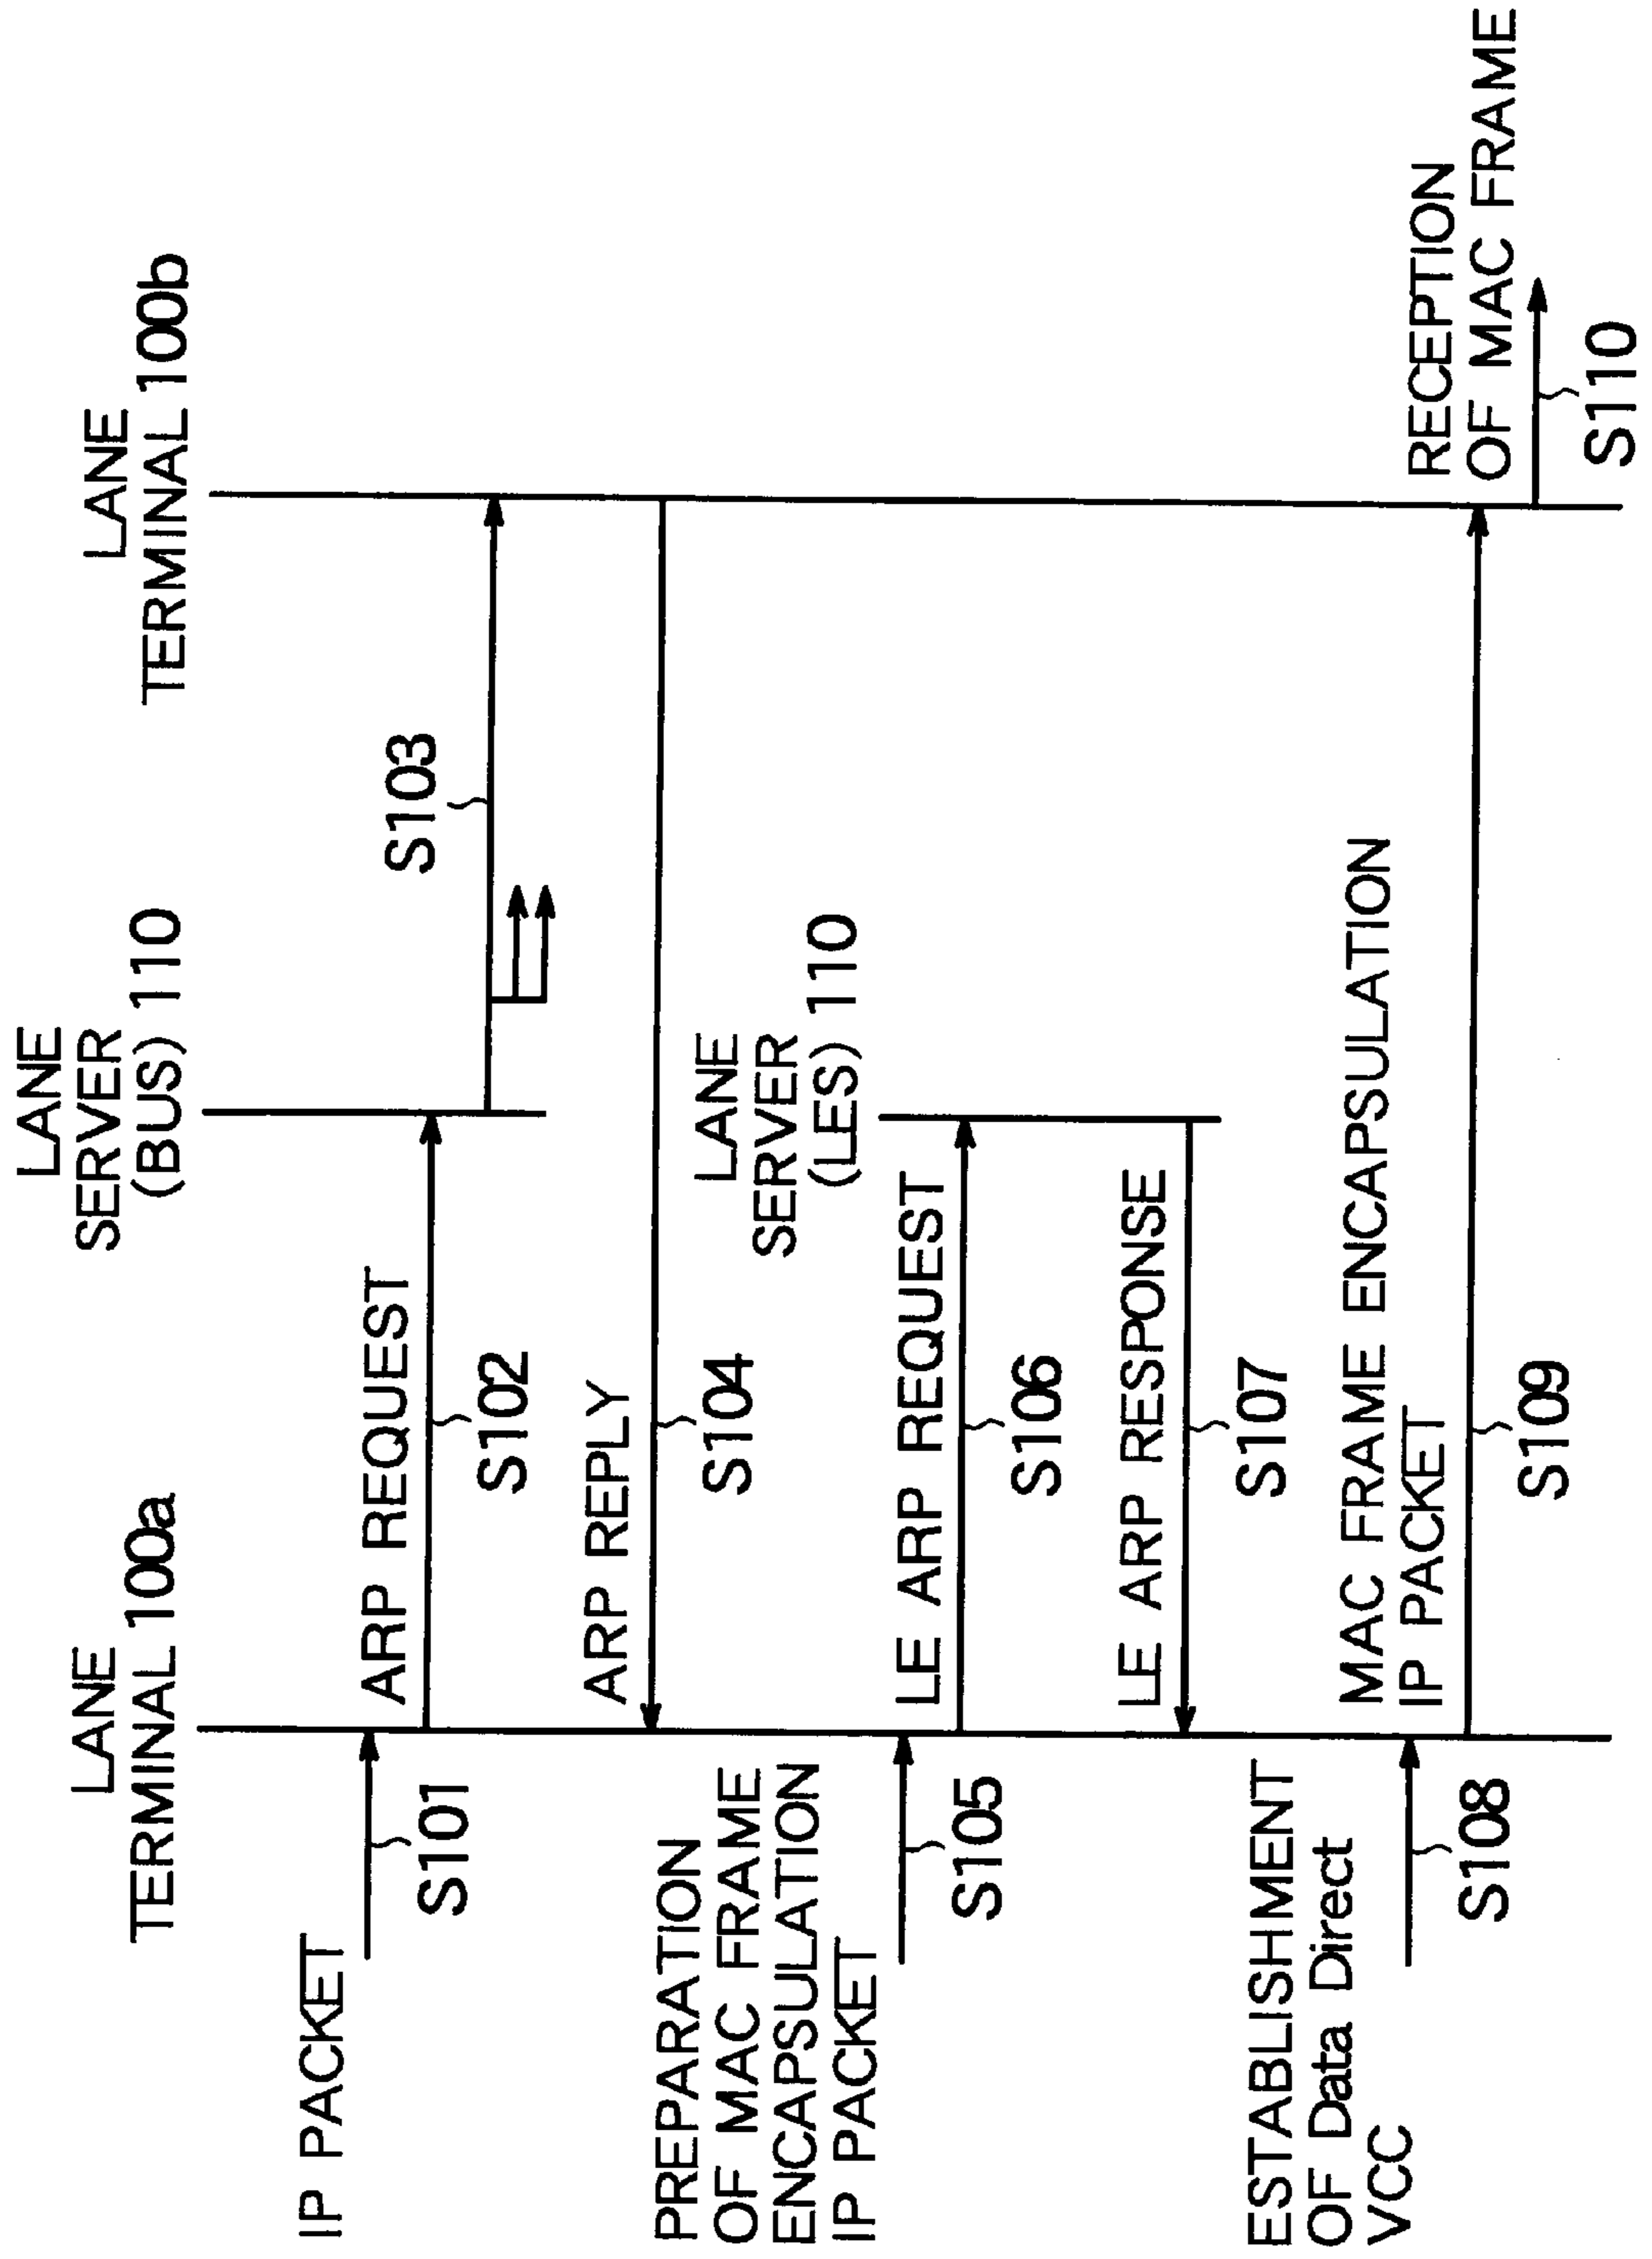 LANE
TERMINAL 100a
LANE
SERVER
(BUS) 110
LANE
TERMINAL 100b
IP PACKET
S101
ARP REQUEST
S102
S103
ARP REPLY
S104
PREPARATION
OF MAC FRAME
ENCAPSULATION
IP PACKET
S105
LANE
SERVER
(LES) 110
LE ARP REQUEST
S106
LE ARP RESPONSE
S107
ESTABLISHMENT
OF Data Direct
VCC
S108
MAC FRAME ENCAPSULATION
IP PACKET
S109
RECEPTION
OF MAC FRAME
S110